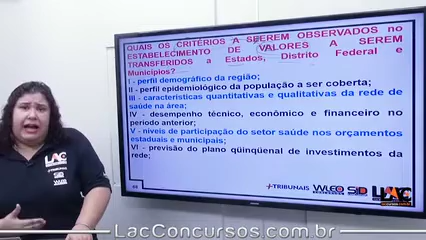 QUAIS OS CRITÉRIOS A SEREM OBSERVADOS no
ESTABELECIMENTO DE VALORES A SEREM
TRANSFERIDOS a Estados, Distrito Federal e
Municípios?
I - perfil demográfico da região;
II - perfil epidemiológico da população a ser coberta;
III - características quantitativas e qualitativas da rede de
saúde na área;
IV - desempenho técnico, econômico e financeiro no
período anterior;
V - níveis de participação do setor saúde nos orçamentos
estaduais e municipais;
VI - previsão do plano qüinqüenal de investimentos da
rede;
+TRIBUNAIS
LAC
LAC
+TRIBUNAIS
LacConcursos.com.br